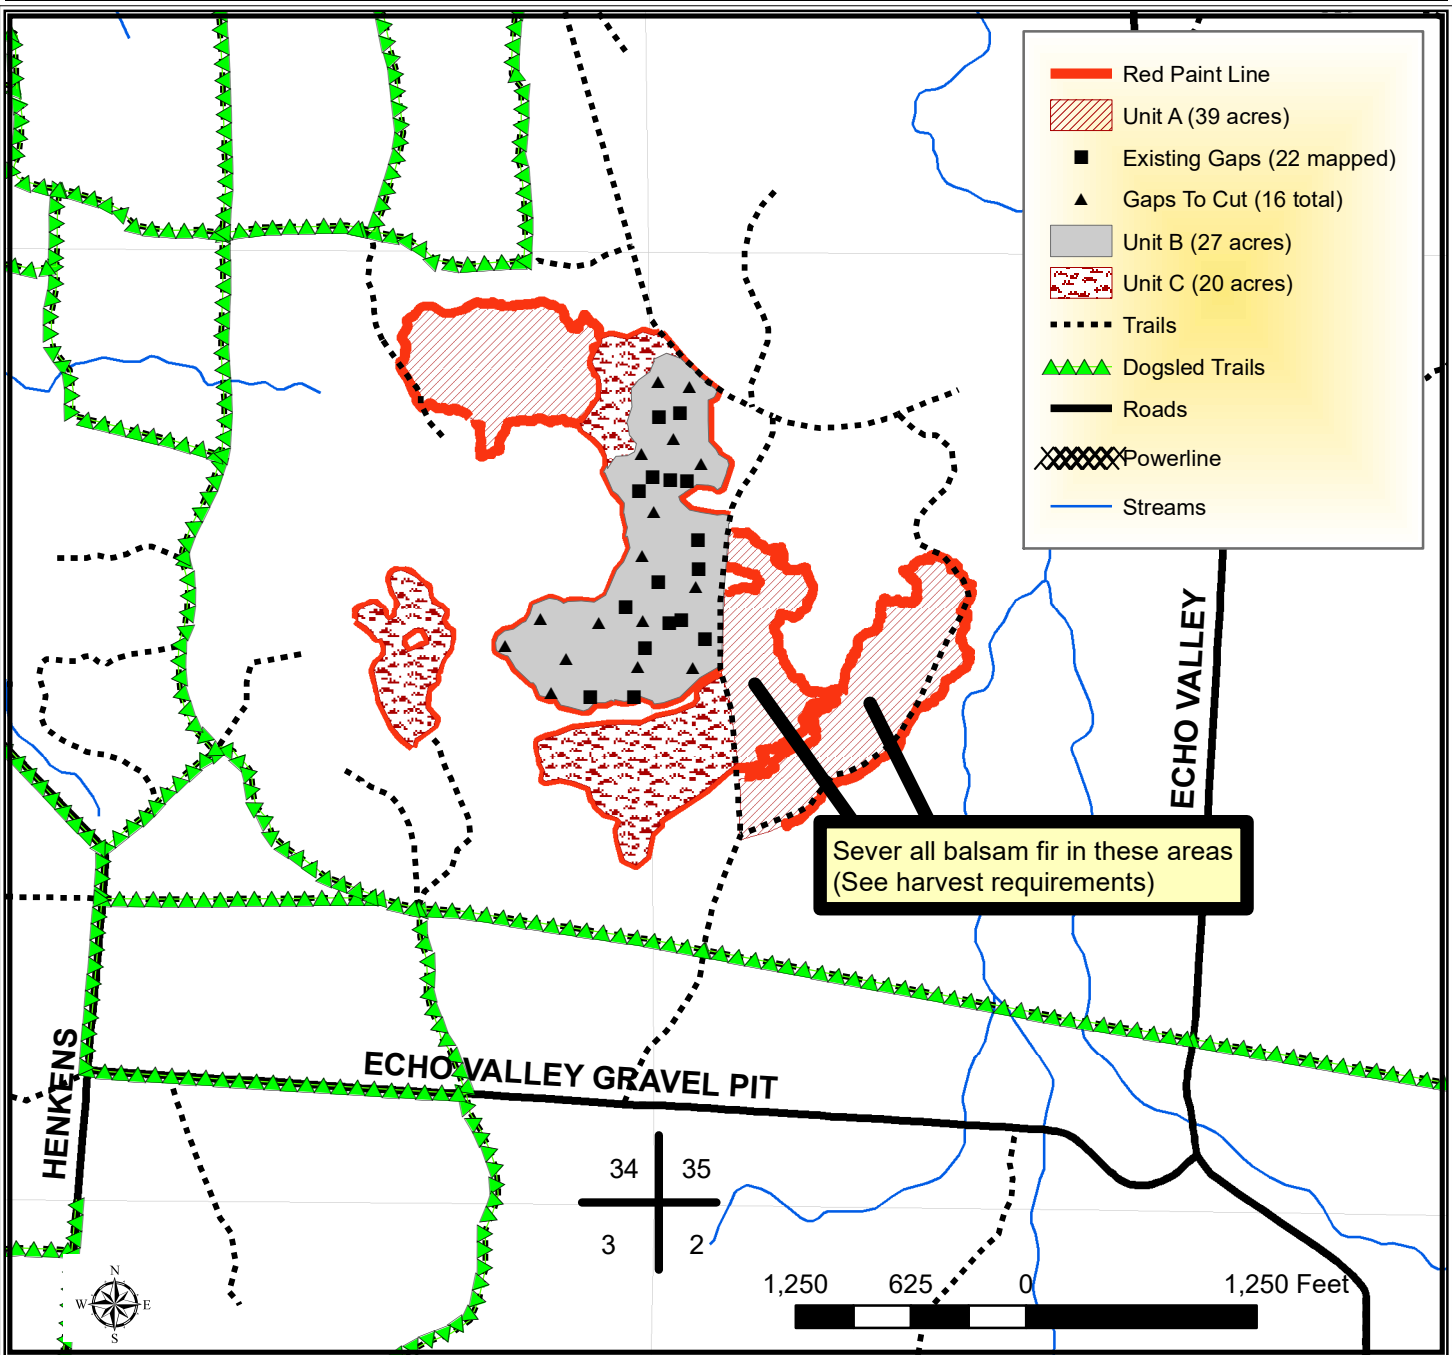 Red Paint Line
Unit A (39 acres)
Existing Gaps (22 mapped)
Gaps To Cut (16 total)
Unit B (27 acres)
Unit C (20 acres)
Trails
Dogsled Trails
Roads
Powerline
Streams
ECHO VALLEY
Sever all balsam fir in these areas
(See harvest requirements)
HENKENS
ECHO VALLEY GRAVEL PIT
34 35
3 2
N
W E
S
1,250 625 0 1,250 Feet